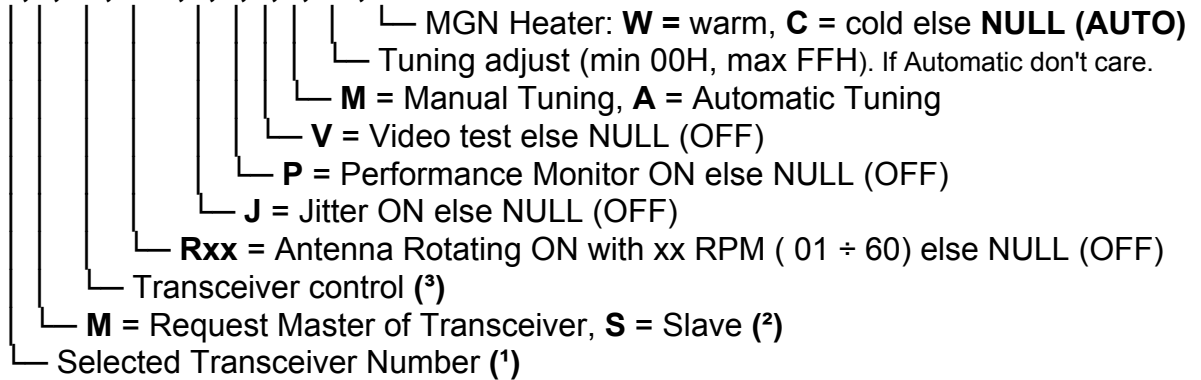 MGN Heater: W = warm, C = cold else NULL (AUTO)
Tuning adjust (min 00H, max FFH). If Automatic don't care.
M = Manual Tuning, A = Automatic Tuning
V = Video test else NULL (OFF)
P = Performance Monitor ON else NULL (OFF)
J = Jitter ON else NULL (OFF)
Rxx = Antenna Rotating ON with xx RPM ( 01 ÷ 60) else NULL (OFF)
Transceiver control (³)
M = Request Master of Transceiver, S = Slave (²)
Selected Transceiver Number (¹)